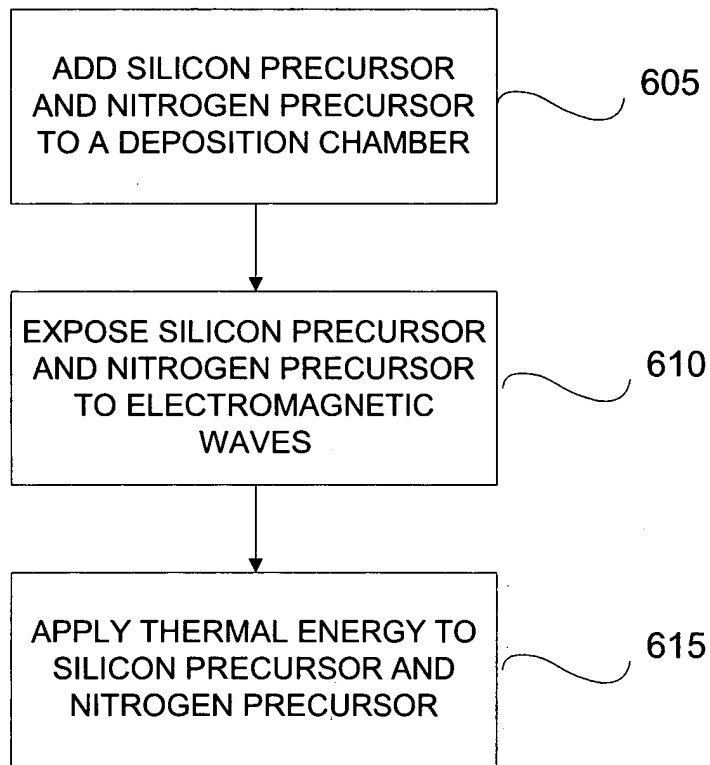 ADD SILICON PRECURSOR
AND NITROGEN PRECURSOR
TO A DEPOSITION CHAMBER
605
EXPOSE SILICON PRECURSOR
AND NITROGEN PRECURSOR
TO ELECTROMAGNETIC
WAVES
610
APPLY THERMAL ENERGY TO
SILICON PRECURSOR AND
NITROGEN PRECURSOR
615